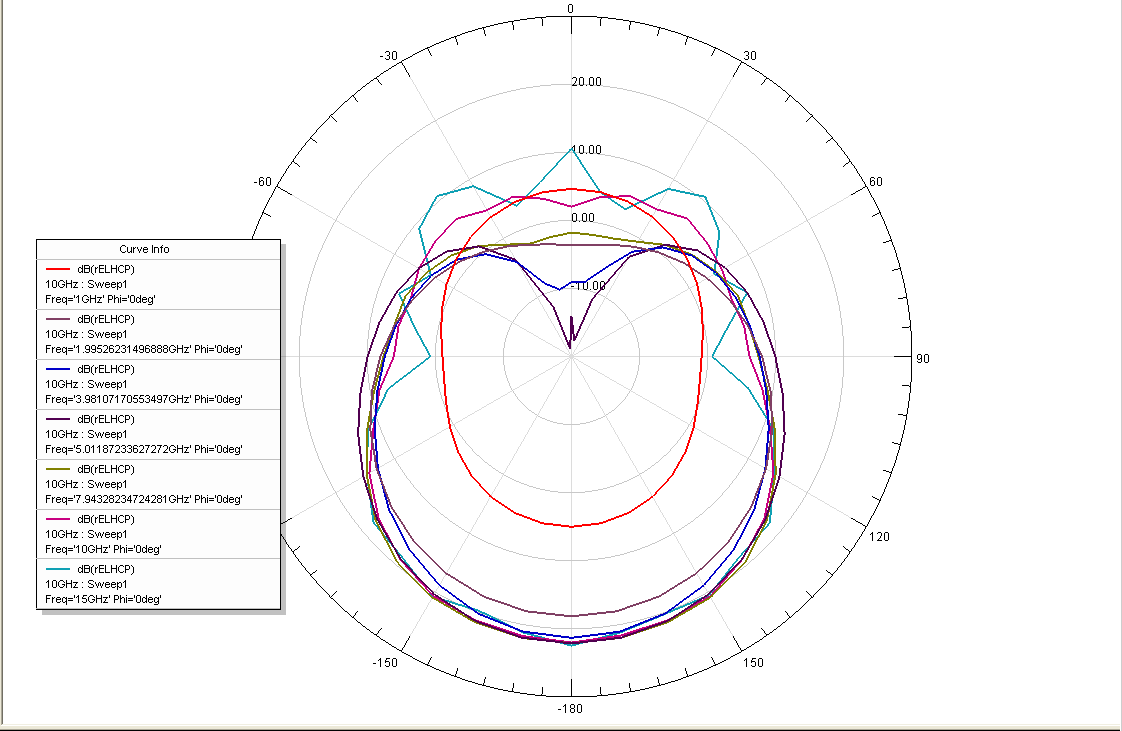 0
-30
30
20.00
10.00
-60
60
0.00
-10.00
90
120
-150
150
-180
Curve Info
dB(rELHCP)
10GHz : Sweep1
Freq='1GHz' Phi='0deg'
dB(rELHCP)
10GHz : Sweep1
Freq='1.99526231496888GHz' Phi='0deg'
dB(rELHCP)
10GHz : Sweep1
Freq='3.98107170553497GHz' Phi='0deg'
dB(rELHCP)
10GHz : Sweep1
Freq='5.01187233627272GHz' Phi='0deg'
dB(rELHCP)
10GHz : Sweep1
Freq='7.94328234724281GHz' Phi='0deg'
dB(rELHCP)
10GHz : Sweep1
Freq='10GHz' Phi='0deg'
dB(rELHCP)
10GHz : Sweep1
Freq='15GHz' Phi='0deg'